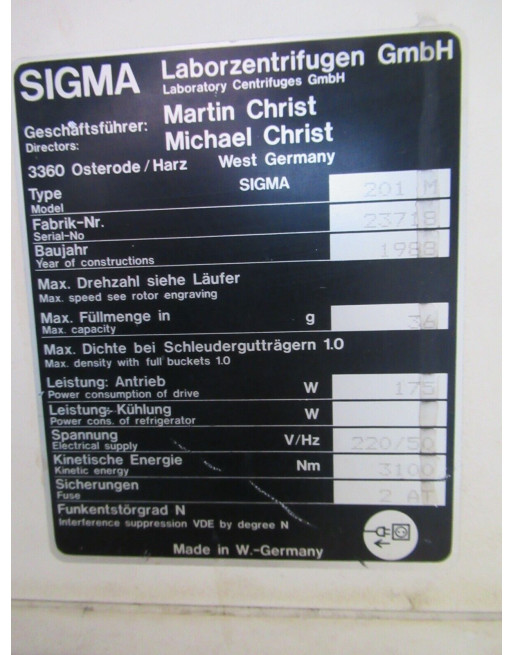 SIGMA Laborzentrifugen GmbH
Laboratory Centrifuges GmbH
Geschäftsführer: Martin Christ
Directors: Michael Christ
3360 Osterode/Harz West Germany
Type SIGMA 201 M
Model
Fabrik-Nr. 23718
Serial-No
Baujahr 1988
Year of constructions
Max. Drehzahl siehe Läufer
Max. speed see rotor engraving
Max. Füllmenge in g 36
Max. capacity
Max. Dichte bei Schleudergutträgern 1.0
Max. density with full buckets 1.0
Leistung: Antrieb W 175
Power consumption of drive
Leistung: Kühlung W
Power cons. of refrigerator
Spannung V/Hz 220/50
Electrical supply
Kinetische Energie Nm 3100
Kinetic energy
Sicherungen 2 AT
Fuse
Funkentstörgrad N
Interference suppression VDE by degree N
Made in W.-Germany